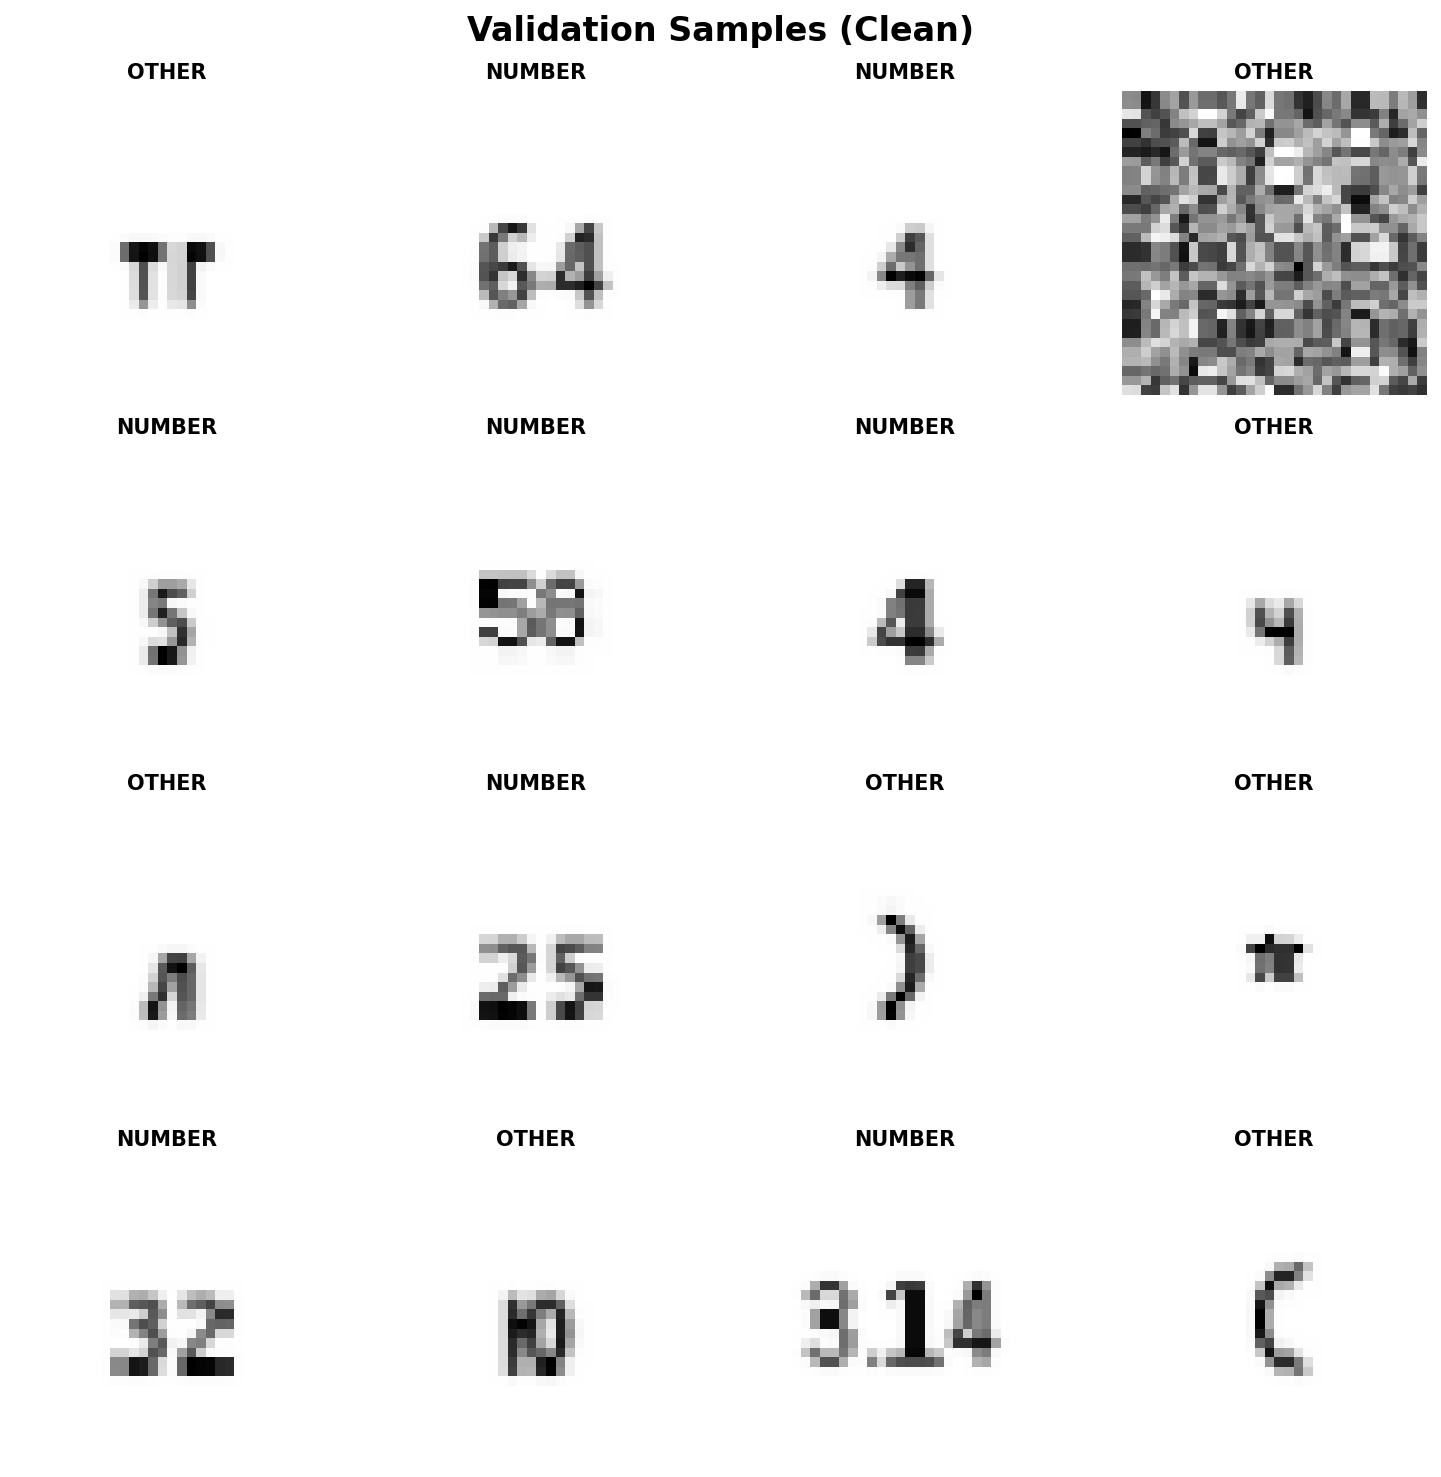 Validation Samples (Clean)
OTHER NUMBER NUMBER OTHER
тг 64 4
NUMBER NUMBER NUMBER OTHER
5 58 4 ч
OTHER NUMBER OTHER OTHER
л 25 )
NUMBER OTHER NUMBER OTHER
32 ю 3.14 (